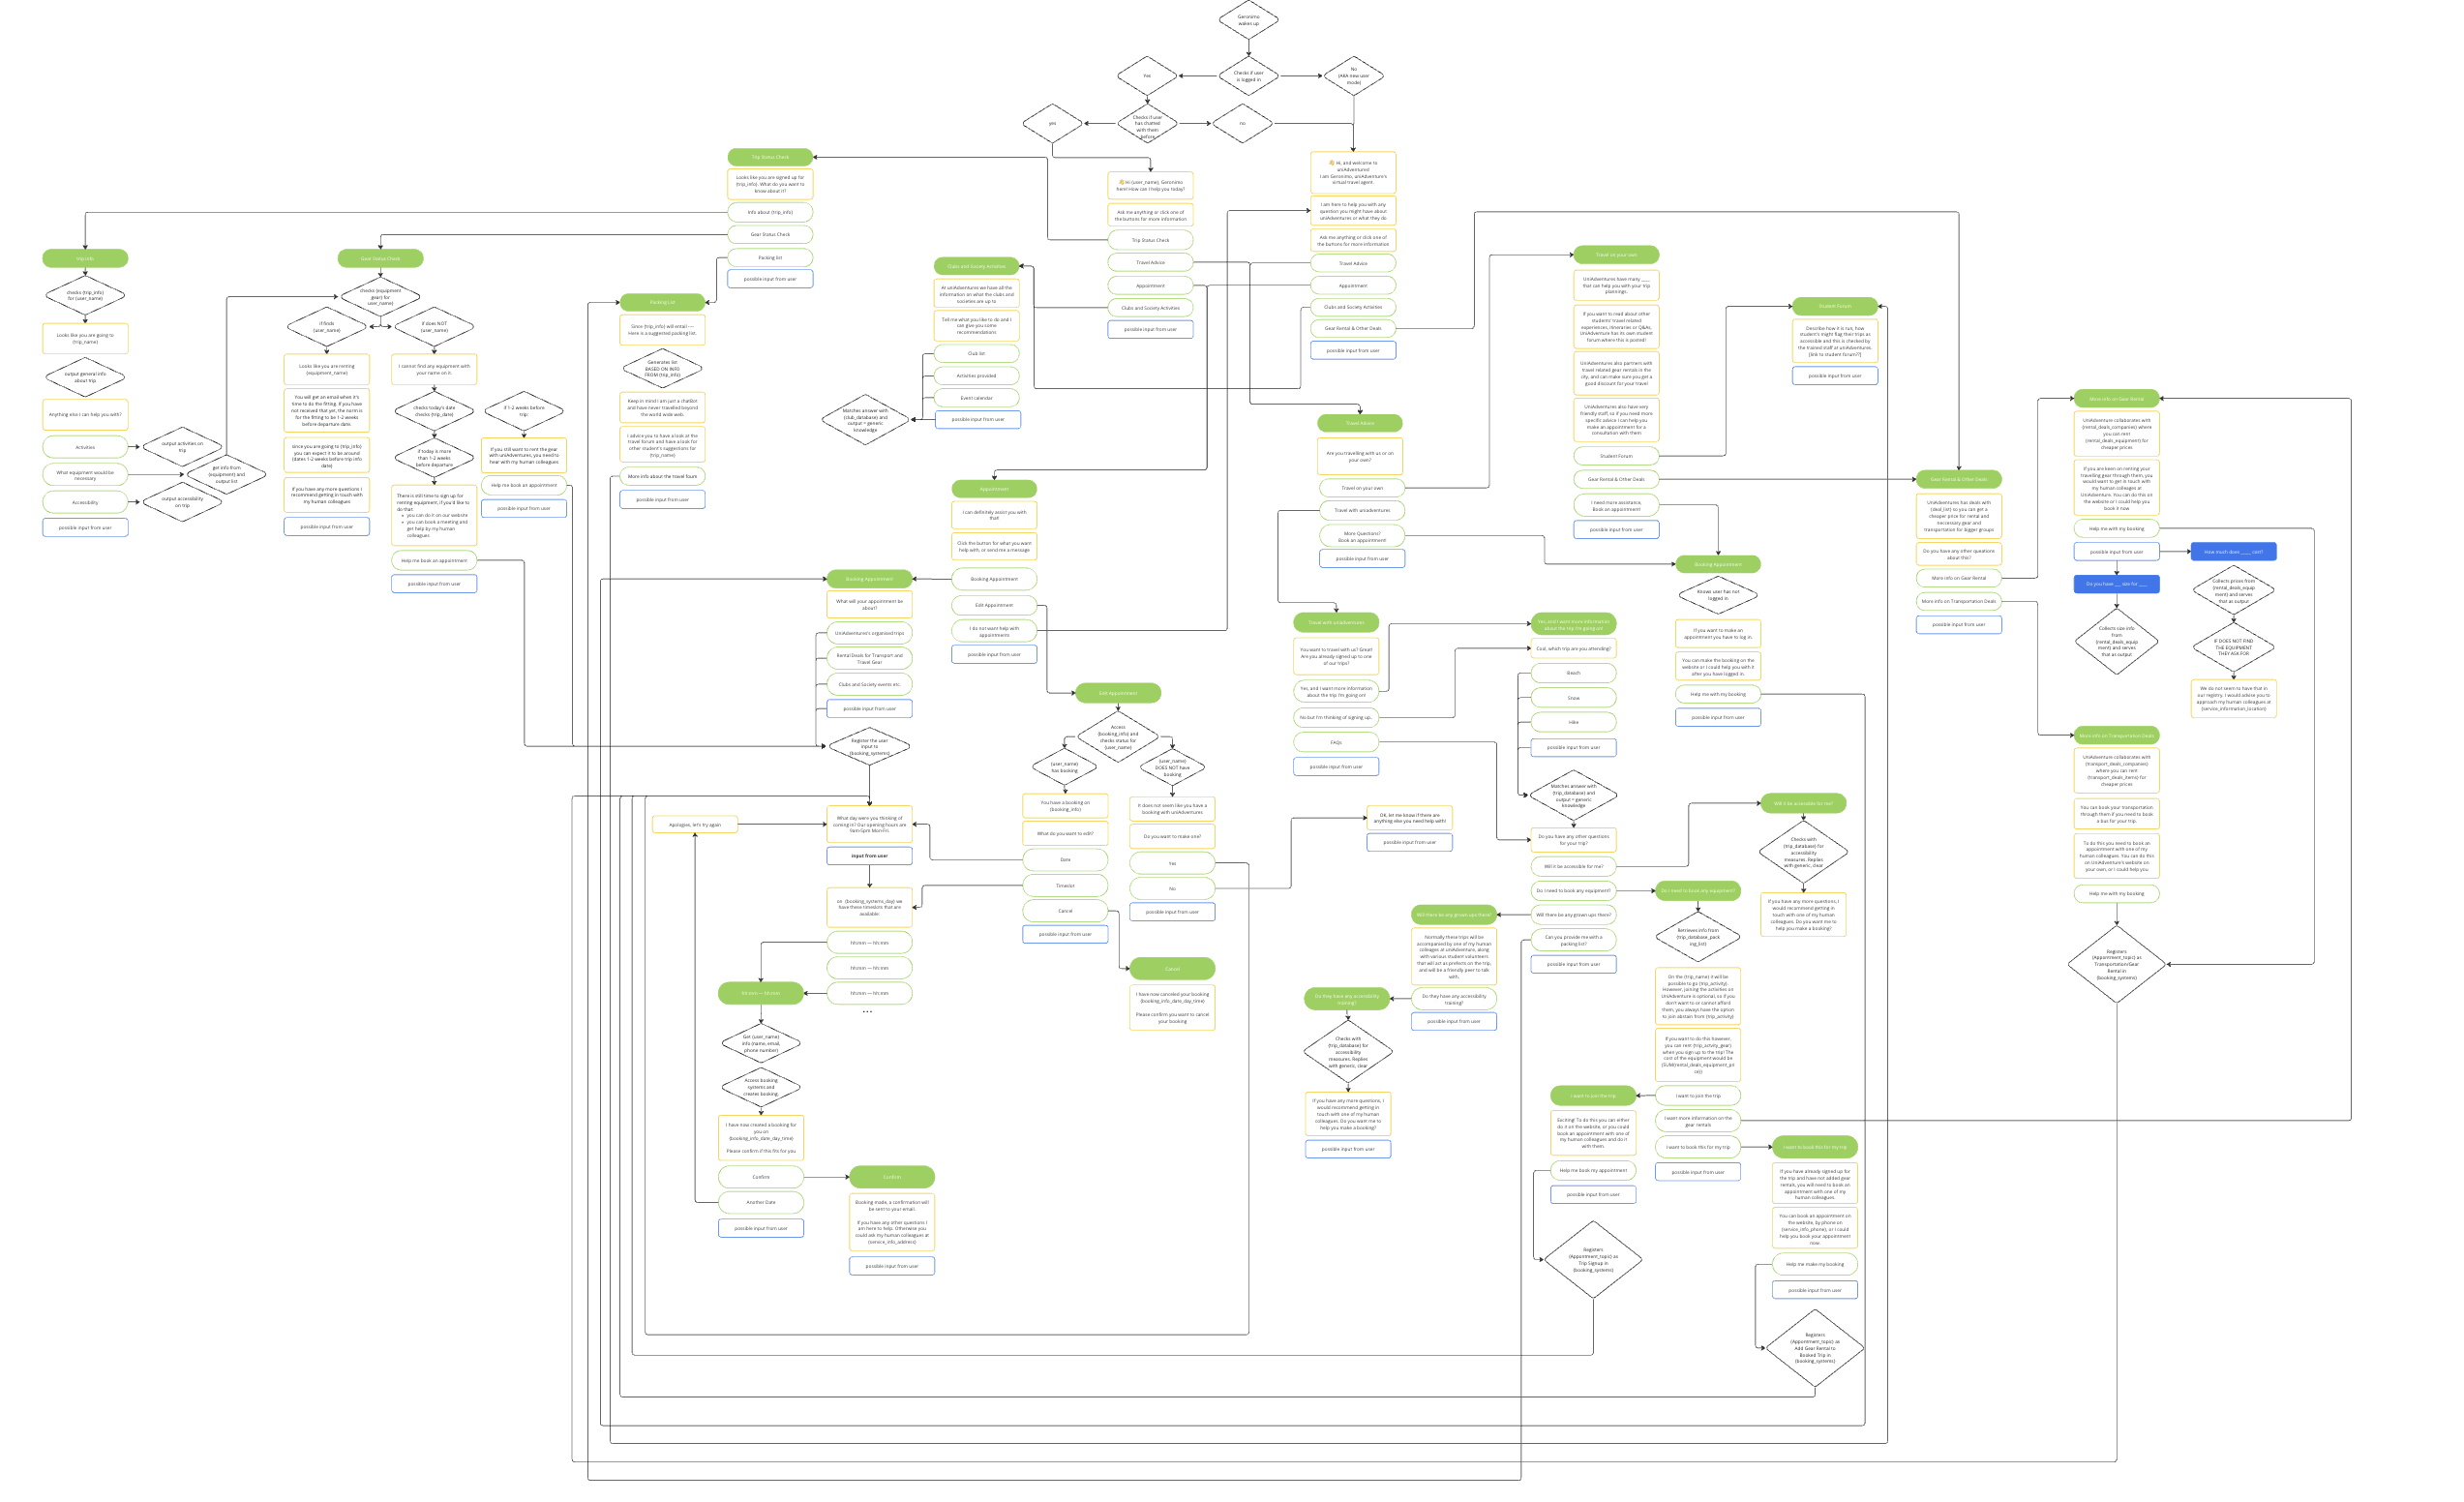 Geronimo
wakes up
Checks if user
is logged in
Yes
No
(AKA new user
mode)
Checks if user
has chatted
with them
before
yes
no
👋 Hi {user_name}, Geronimo
here! How can I help you today?
Ask me anything or click one of
the buttons for more information
Trip Status Check
Travel Advice
Appointment
Clubs and Society Activities
possible input from user
👋 Hi, and welcome to
uniAdventures!
I am Geronimo, uniAdventure's
virtual travel agent.
I am here to help you with any
question you might have about
uniAdventures or what they do
Ask me anything or click one of
the buttons for more information
Travel Advice
Appointment
Clubs and Society Activities
Gear Rental & Other Deals
possible input from user
Trip Status Check
Looks like you are signed up for
{trip_info}. What do you want to
know about it?
Info about {trip_info}
Gear Status Check
Packing list
possible input from user
trip info
checks {trip_info}
for {user_name}
Looks like you are going to
{trip_name}
output general info
about trip
Anything else I can help you with?
Activities
What equipment would be
necessary
Accessibility
possible input from user
output activities on
trip
get info from
{equipment} and
output list
output accessibility
on trip
Gear Status Check
checks {equipment
gear} for
user_name}
if finds
{user_name}
if does NOT
{user_name}
Looks like you are renting
{equipment_name}
You will get an email when it's
time to do the fitting. If you have
not received that yet, the norm is
for the fitting to be 1-2 weeks
before departure date.
since you are going to {trip_info}
you can expect it to be around
{dates 1-2 weeks before trip info
date}
If you have any more questions I
recommend getting in touch with
my human colleagues
possible input from user
I cannot find any equipment with
your name on it.
checks today's date
checks {trip_date}
if today is more
than 1-2 weeks
before departure
There is still time to sign up for
renting equipment, if you'd like to
do that:
• you can do it on our website
• you can book a meeting and
get help by my human
colleagues
Help me book an appointment
possible input from user
if 1-2 weeks before
trip:
If you still want to rent the gear
with uniAdventures, you need to
hear with my human colleagues
Help me book an appointment
possible input from user
Packing List
Since {trip_info} will email ----
Here is a suggested packing list.
Generates list
BASED ON INFO
FROM {trip_info}
Keep in mind I am just a chatBot
and have never travelled beyond
the world wide web.
I advice you to have a look at the
travel forum and have a look for
other student's suggestions for
{trip_name}
More info about the travel foum
possible input from user
Clubs and Society Activities
At uniAdventures we have all the
information on what the clubs and
societies are up to
Tell me what you like to do and I
can give you some
recommendations
Club list
Activities provided
Event calendar
possible input from user
Matches answer with
{club_database} and
output = generic
knowledge
Appointment
I can definitely assist you with
that!
Click the button for what you want
help with, or send me a message
Booking Appointment
Edit Appointment
I do not want help with
appointments
possible input from user
Booking Appointment
What will your appointment be
about?
UniAdventures's organised trips
Rental Deals for Transport and
Travel Gear
Clubs and Society events etc.
possible input from user
Register the user
input to
{booking_systems}
Apologies, let's try again
What day were you thinking of
coming in? Our opening hours are
9am-5pm Mon-Fri.
input from user
on {booking_systems_day} we
have these timeslots that are
available:
hh:mm — hh:mm
hh:mm — hh:mm
hh:mm — hh:mm
...
hh:mm — hh:mm
Get {user_name}
info (name, email,
phone number)
Access booking
systems and
creates booking
I have now created a booking for
you on
{booking_info_date_day_time}
Please confirm if this fits for you
Confirm
Another Date
possible input from user
Confirm
Booking made, a confirmation will
be sent to your email.
If you have any other questions I
am here to help. Otherwise you
could ask my human colleagues at
{service_info_address}
possible input from user
Edit Appointment
Access
{booking_info} and
checks status for
{user_name}
{user_name}
has booking
{user_name}
DOES NOT have
booking
You have a booking on
{booking_info}
What do you want to edit?
Date
Timeslot
Cancel
possible input from user
It does not seem like you have a
booking with uniAdventures
Do you want to make one?
Yes
No
possible input from user
Cancel
I have now canceled your booking
{booking_info_date_day_time}
Please confirm you want to cancel
your booking
OK, let me know if there are
anything else you need help with!
possible input from user
Travel Advice
Are you travelling with us or on
your own?
Travel on your own
Travel with uniadventures
More Questions?
Book an appointment!
possible input from user
Travel with uniadventures
You want to travel with us? Great!
Are you already signed up to one
of our trips?
Yes, and I want more information
about the trip I'm going on!
No but I'm thinking of signing up..
FAQs
possible input from user
Yes, and I want more information
about the trip I'm going on!
Cool, which trip are you attending?
Beach
Snow
Hike
possible input from user
Matches answer with
{trip_database} and
output = generic
knowledge
Do you have any other questions
for your trip?
Will it be accessible for me?
Do I need to book any equipment?
Will there be any grown ups there?
Can you provide me with a
packing list?
possible input from user
Will there be any grown ups there?
Normally these trips will be
accompanied by one of my human
colleges at uniAdventure, along
with various student volunteers
that will act as prefects on the trip,
and will be a friendly peer to talk
with.
Do they have any accessibility
training?
possible input from user
Do they have any accessibility
training?
Checks with
{trip_database} for
accessibility
measures. Replies
with generic, clear
If you have any more questions, I
would recommend getting in
touch with one of my human
colleagues. Do you want me to
help you make a booking?
possible input from user
Travel on your own
UniAdventures have many ____
that can help you with your trip
plannings.
If you want to read about other
students' travel related
experiences, itineraries or Q&As,
UniAdventure has its own student
forum where this is posted!
UniAdventures also partners with
travel related gear rentals in the
city, and can make sure you get a
good discount for your travel
UniAdventures also have very
friendly staff, so if you need more
specific advice I can help you
make an appointment for a
consultation with them
Student Forum
Gear Rental & Other Deals
I need more assistance,
Book an appointment!
possible input from user
Booking Appointment
Knows user has not
logged in
If you want to make an
appointment you have to log in.
You can make the booking on the
website or I could help you with it
after you have logged in.
Help me with my booking
possible input from user
Student Forum
Describe how it is run, how
student's might flag their trips as
accessible and this is checked by
the trained staff at uniAdventures.
[link to student forum??]
possible input from user
Will it be accessible for me?
Checks with
{trip_database} for
accessibility
measures. Replies
with generic, clear
If you have any more questions, I
would recommend getting in
touch with one of my human
colleagues. Do you want me to
help you make a booking?
Do I need to book any equipment?
Retrieves info from
{trip_database_pack
ing_list}
On the {trip_name} it will be
possible to go {trip_activity}.
However, joining the activities on
UniAdventure is optional, so if you
don't want to or cannot afford
them, you always have the option
to join abstain from {trip_activity}
If you want to do this however,
you can rent {trip_activity_gear}
when you sign up to the trip! The
cost of the equipment would be
{SUM(rental_deals_equipment_pri
ce)}
I want to join the trip
I want more information on the
gear rentals
I want to book this for my trip
possible input from user
I want to join the trip
Exciting! To do this you can either
do it on the website, or you could
book an appointment with one of
my human colleagues and do it
with them.
Help me book my appointment
possible input from user
Registers
{Appointment_topic} as
Trip Signup in
{booking_systems}
I want to book this for my trip
If you have already signed up for
the trip and have not added gear
rentals, you will need to book an
appointment with one of my
human colleagues
You can book an appointment on
the website, by phone on
{service_info_phone}, or I could
help you book your appointment
now.
Help me make my booking
possible input from user
Registers
{Appointment_topic} as
Add Gear Rental to
Booked Trip in
{booking_systems}
Gear Rental & Other Deals
UniAdventures has deals with
{deal_list} so you can get a
cheaper price for rental and
necessary gear and
transportation for bigger groups
Do you have any other questions
about this?
More info on Gear Rental
More info on Transportation Deals
possible input from user
More info on Gear Rental
UniAdventure collaborates with
{rental_deals_companies} where
you can rent
{rental_deals_equipment} for
cheaper prices
If you are keen on renting your
travelling gear through them, you
would want to get in touch with
my human colleages at
UniAdventure. You can do this on
the website or I could help you
book it now
Help me with my booking
possible input from user
How much does _____ cost?
Do you have ___ size for ____
Collects size info
from
{rental_deals_equip
ment} and serves
that as output
Collects prices from
{rental_deals_equip
ment} and serves
that as output
IF DOES NOT FIND
THE EQUIPMENT
THEY ASK FOR
We do not seem to have that in
our registry. I would advise you to
approach my human colleagues at
{service_information_location}
More info on Transportation Deals
UniAdventure collaborates with
{transport_deals_companies}
where you can rent
{transport_deals_items} for
cheaper prices
You can book your transportation
through them if you need to book
a bus for your trip.
To do this you need to book an
appointment with one of my
human colleagues. You can do this
on UniAdventure's website on
your own, or I could help you
Help me with my booking
Registers
{Appointment_topic} as
Transportation/Gear
Rental in
{booking_systems}